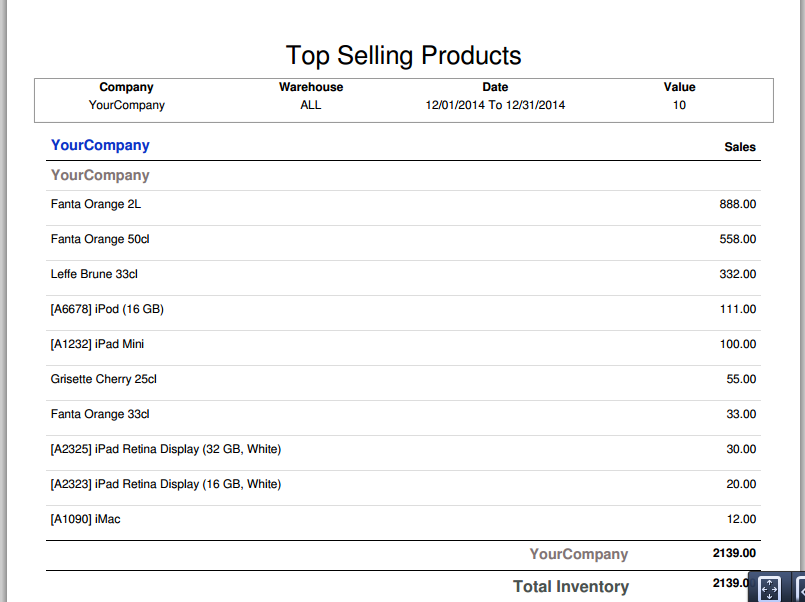 Top Selling Products
Company Warehouse Date Value
YourCompany ALL 12/01/2014 To 12/31/2014 10
YourCompany Sales
YourCompany
Fanta Orange 2L 888.00
Fanta Orange 50cl 558.00
Leffe Brune 33cl 332.00
[A6678] iPod (16 GB) 111.00
[A1232] iPad Mini 100.00
Grisette Cherry 25cl 55.00
Fanta Orange 33cl 33.00
[A2325] iPad Retina Display (32 GB, White) 30.00
[A2323] iPad Retina Display (16 GB, White) 20.00
[A1090] iMac 12.00
YourCompany 2139.00
Total Inventory 2139.0